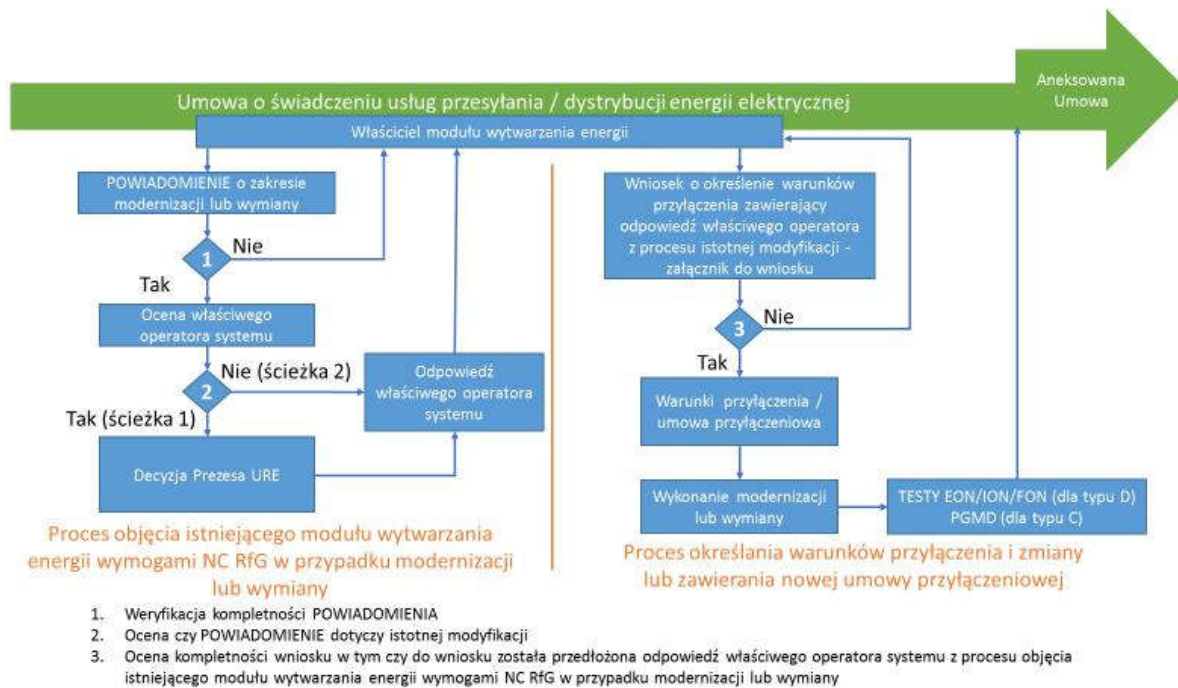 Aneksowana
Umowa
Umowa o świadczeniu usług przesyłania / dystrybucji energii elektrycznej
Właściciel modułu wytwarzania energii
POWIADOMIENIE o zakresie
modernizacji lub wymiany
1
Nie
Tak
Ocena właściwego
operatora systemu
2
Nie (ścieżka 2)
Tak (ścieżka 1)
Odpowiedź
właściwego operatora
systemu
Decyzja Prezesa URE
Proces objęcia istniejącego modułu wytwarzania
energii wymogami NC RfG w przypadku modernizacji
lub wymiany
Wniosek o określenie warunków
przyłączenia zawierający
odpowiedź właściwego operatora
z procesu istotnej modyfikacji -
załącznik do wniosku
3
Nie
Tak
Warunki przyłączenia /
umowa przyłączeniowa
Wykonanie modernizacji
lub wymiany
TESTY EON/ION/FON (dla typu D)
PGMD (dla typu C)
Proces określania warunków przyłączenia i zmiany
lub zawierania nowej umowy przyłączeniowej
1. Weryfikacja kompletności POWIADOMIENIA
2. Ocena czy POWIADOMIENIE dotyczy istotnej modyfikacji
3. Ocena kompletności wniosku w tym czy do wniosku została przedłożona odpowiedź właściwego operatora systemu z procesu objęcia
istniejącego modułu wytwarzania energii wymogami NC RfG w przypadku modernizacji lub wymiany